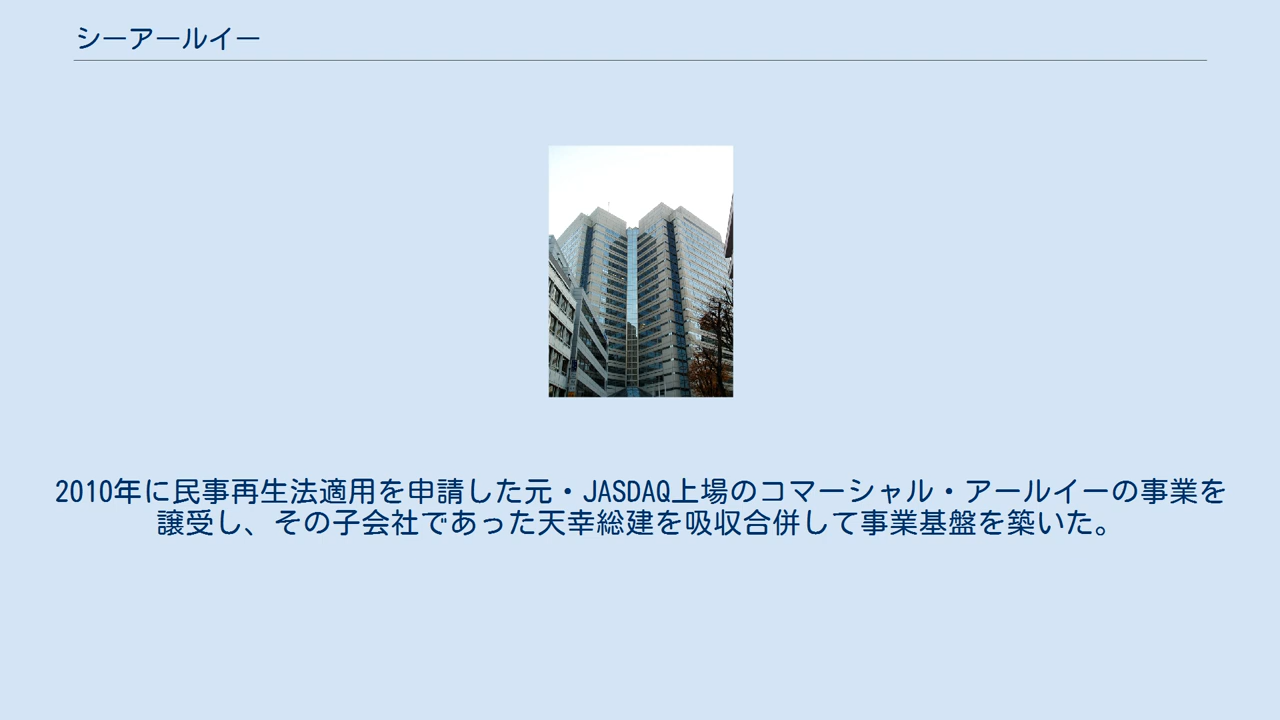 シーアールイー
2010年に民事再生法適用を申請した元・JASDAQ上場のコマーシャル・アールイーの事業を
譲受し、その子会社であった天幸総建を吸収合併して事業基盤を築いた。